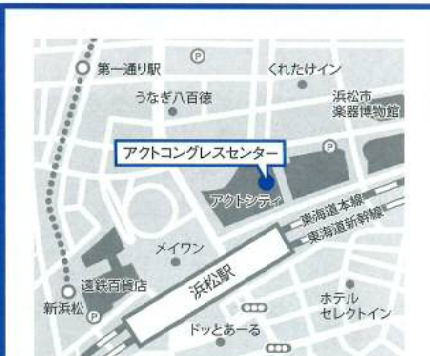 第一通り駅
P
くれたけイン
うなぎ八百徳
浜松市
楽器博物館
P
アクトコングレスセンター
アクトシティ
東海道本線
東海道新幹線
メイワン
浜松駅
遠鉄百貨店
新浜松
P
ホテル
セレクトイン
ドッとあーる